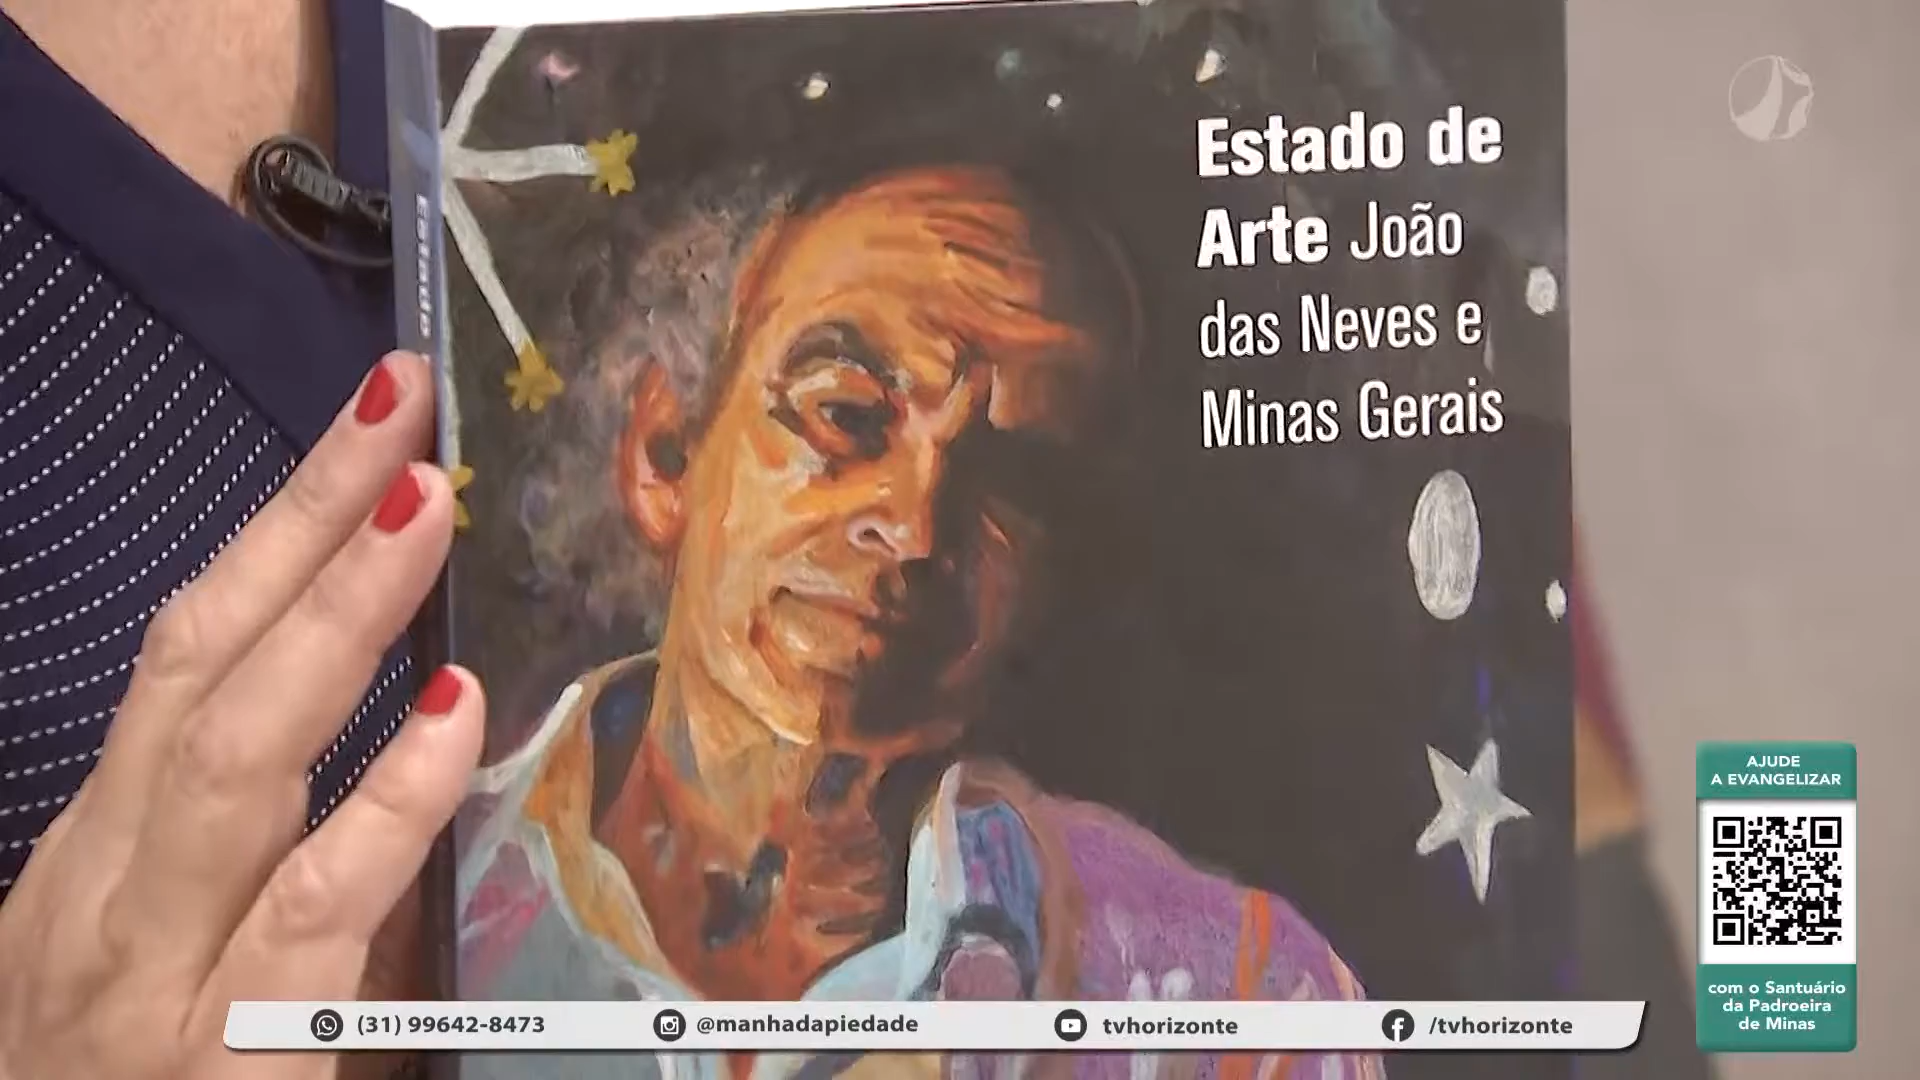 Estado de
Arte João
das Neves e
Minas Gerais
Estado
AJUDE
A EVANGELIZAR
com o Santuário
da Padroeira
de Minas
(31) 99642-8473
@manhadapiedade
tvhorizonte
/tvhorizonte